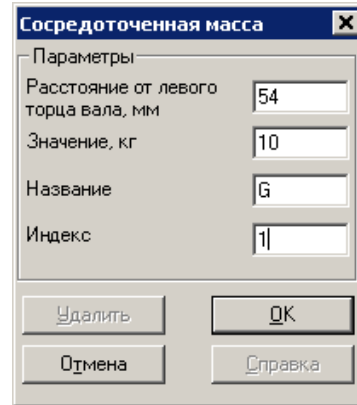 Сосредоточенная масса
Параметры
Расстояние от левого
торца вала, мм
54
Значение, кг
10
Название
G
Индекс
1
Удалить
OK
Отмена
Справка